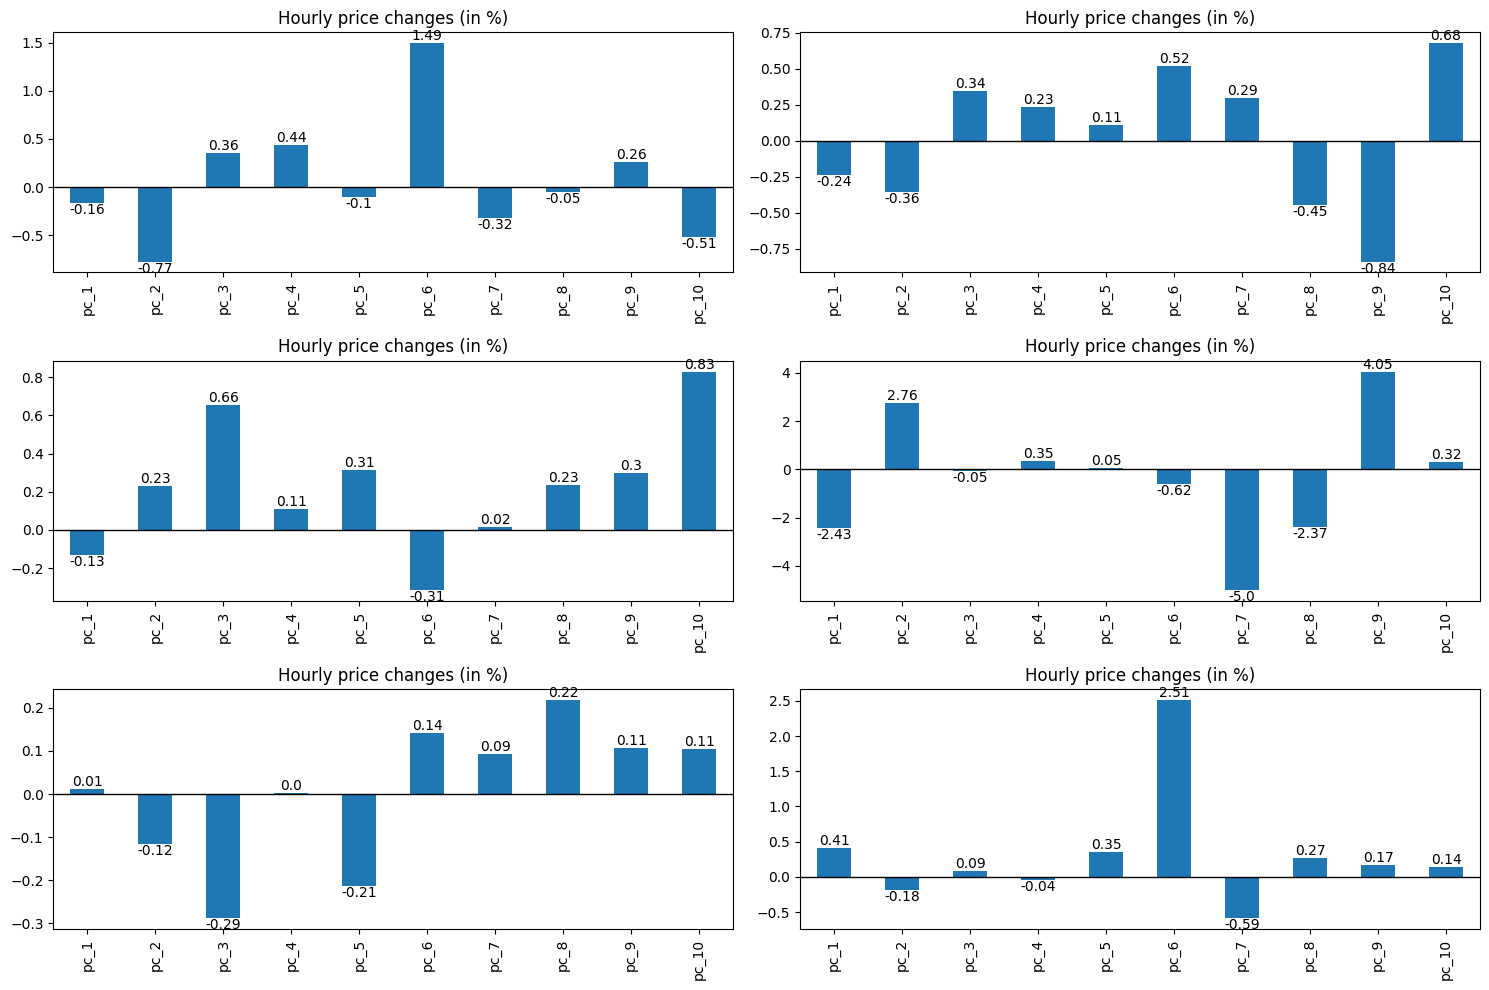 Hourly price changes (in %)
1.5
1.0
0.5
0.0
−0.5
-0.16
-0.77
0.36
0.44
-0.1
1.49
-0.32
-0.05
0.26
-0.51
pc_1
pc_2
pc_3
pc_4
pc_5
pc_6
pc_7
pc_8
pc_9
pc_10
Hourly price changes (in %)
0.75
0.50
0.25
0.00
−0.25
−0.50
−0.75
-0.24
-0.36
0.34
0.23
0.11
0.52
0.29
-0.45
-0.84
0.68
pc_1
pc_2
pc_3
pc_4
pc_5
pc_6
pc_7
pc_8
pc_9
pc_10
Hourly price changes (in %)
0.8
0.6
0.4
0.2
0.0
−0.2
-0.13
0.23
0.66
0.11
0.31
-0.31
0.02
0.23
0.3
0.83
pc_1
pc_2
pc_3
pc_4
pc_5
pc_6
pc_7
pc_8
pc_9
pc_10
Hourly price changes (in %)
4
2
0
−2
−4
-2.43
2.76
-0.05
0.35
0.05
-0.62
-5.0
-2.37
4.05
0.32
pc_1
pc_2
pc_3
pc_4
pc_5
pc_6
pc_7
pc_8
pc_9
pc_10
Hourly price changes (in %)
0.2
0.1
0.0
−0.1
−0.2
−0.3
0.01
-0.12
-0.29
0.0
-0.21
0.14
0.09
0.22
0.11
0.11
pc_1
pc_2
pc_3
pc_4
pc_5
pc_6
pc_7
pc_8
pc_9
pc_10
Hourly price changes (in %)
2.5
2.0
1.5
1.0
0.5
0.0
−0.5
0.41
-0.18
0.09
-0.04
0.35
2.51
-0.59
0.27
0.17
0.14
pc_1
pc_2
pc_3
pc_4
pc_5
pc_6
pc_7
pc_8
pc_9
pc_10